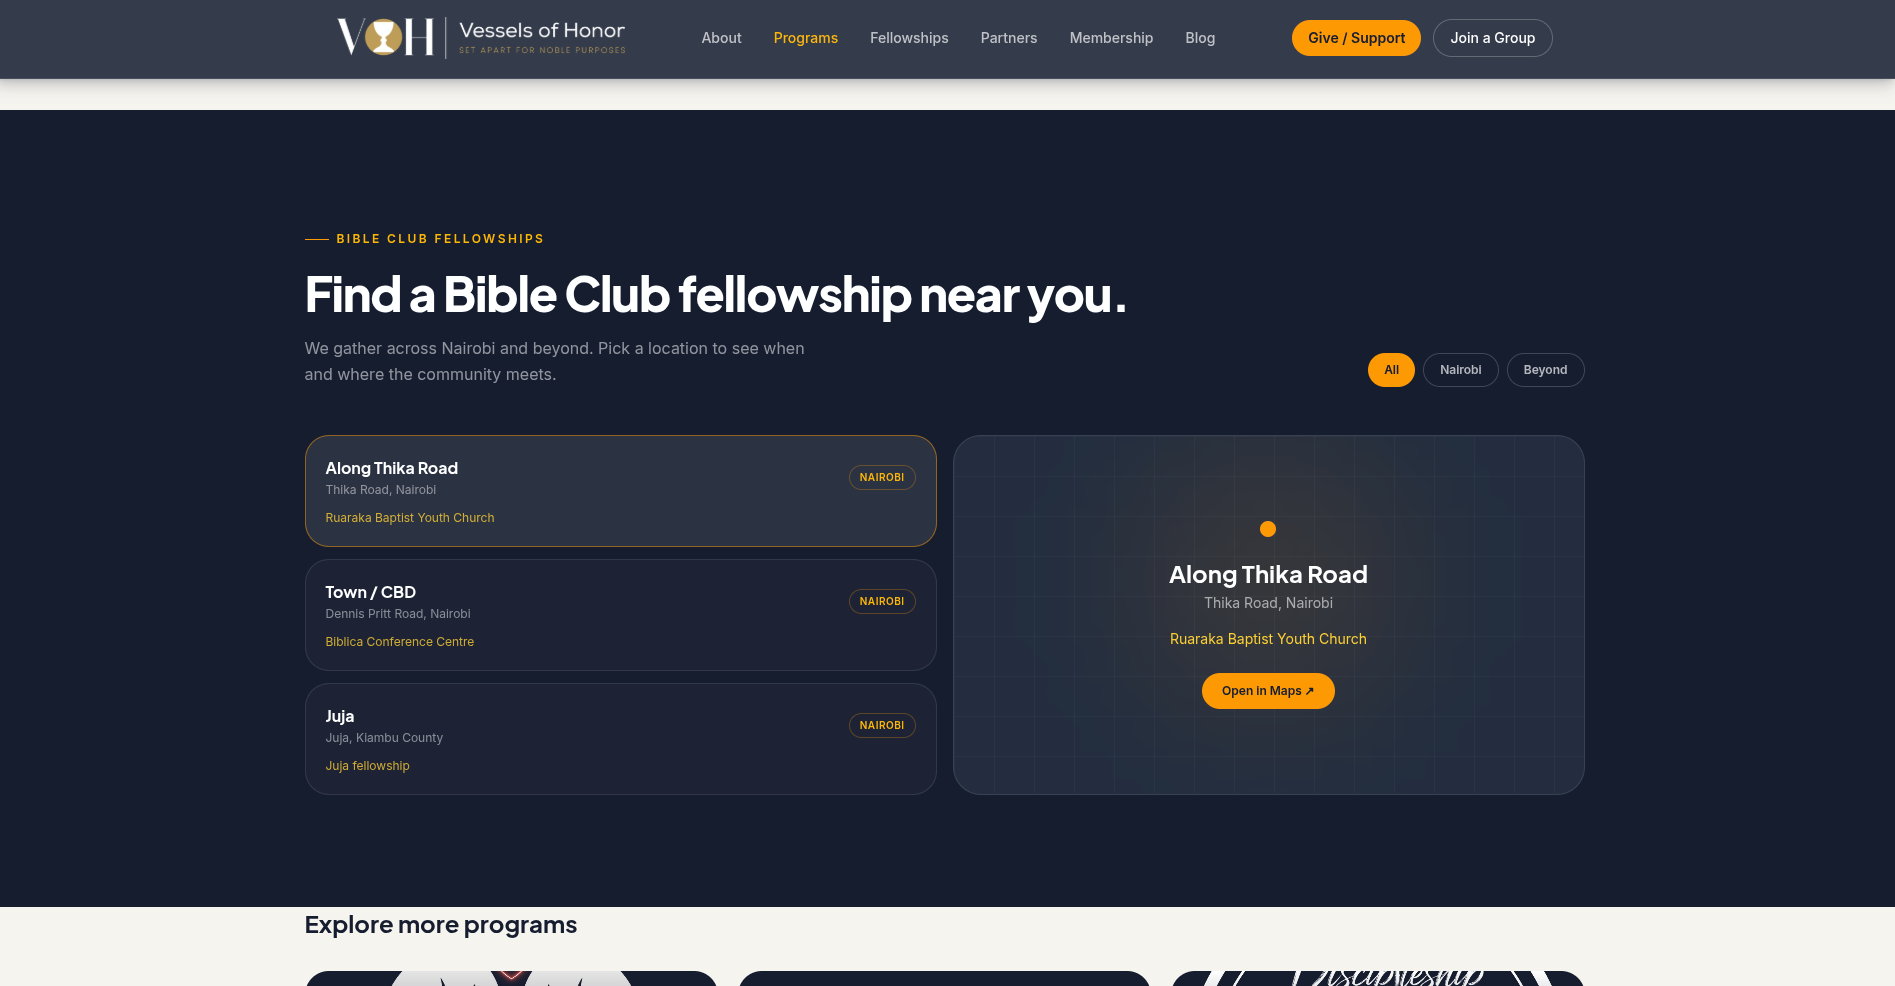 VOH
Vessels of Honor
SET APART FOR NOBLE PURPOSES
About
Programs
Fellowships
Partners
Membership
Blog
Give / Support
Join a Group
BIBLE CLUB FELLOWSHIPS
Find a Bible Club fellowship near you.
We gather across Nairobi and beyond. Pick a location to see when
and where the community meets.
All
Nairobi
Beyond
Along Thika Road
Thika Road, Nairobi
Ruaraka Baptist Youth Church
NAIROBI
Town / CBD
Dennis Pritt Road, Nairobi
Biblica Conference Centre
NAIROBI
Juja
Juja, Kiambu County
Juja fellowship
NAIROBI
Along Thika Road
Thika Road, Nairobi
Ruaraka Baptist Youth Church
Open in Maps ↗
Explore more programs
Discipleship